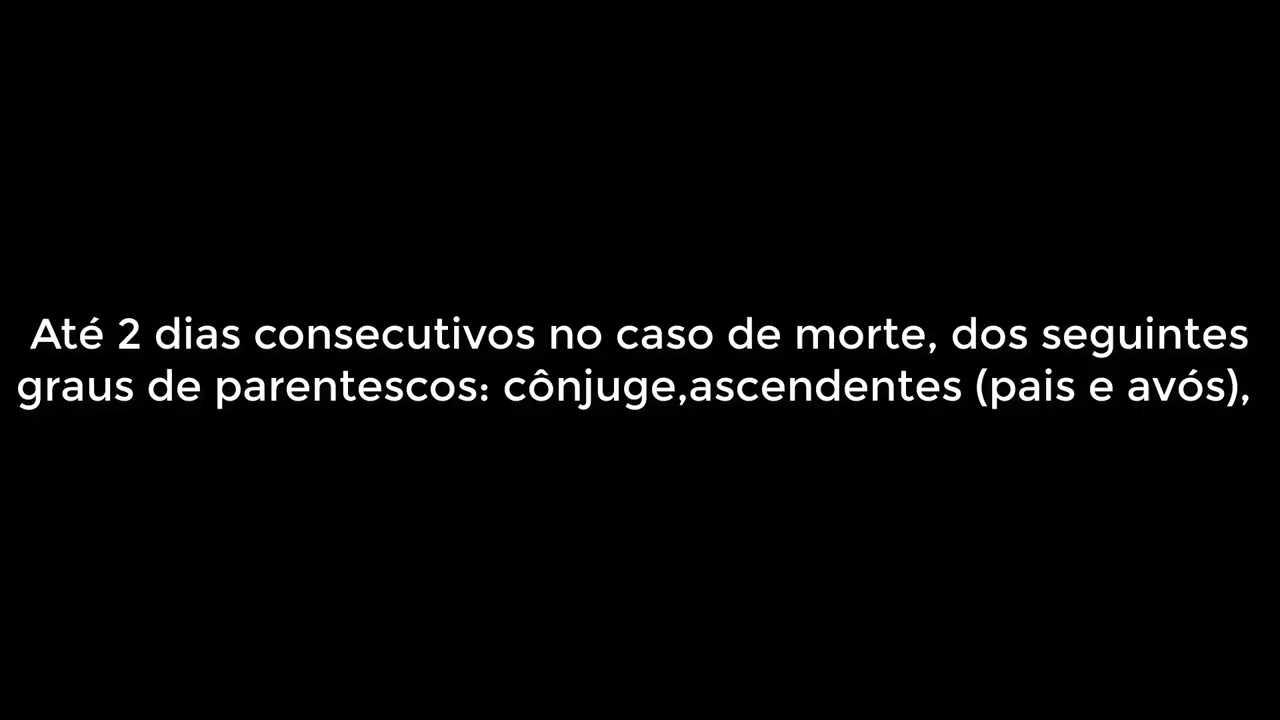 Até 2 dias consecutivos no caso de morte, dos seguintes
graus de parentescos: cônjuge,ascendentes (pais e avós),